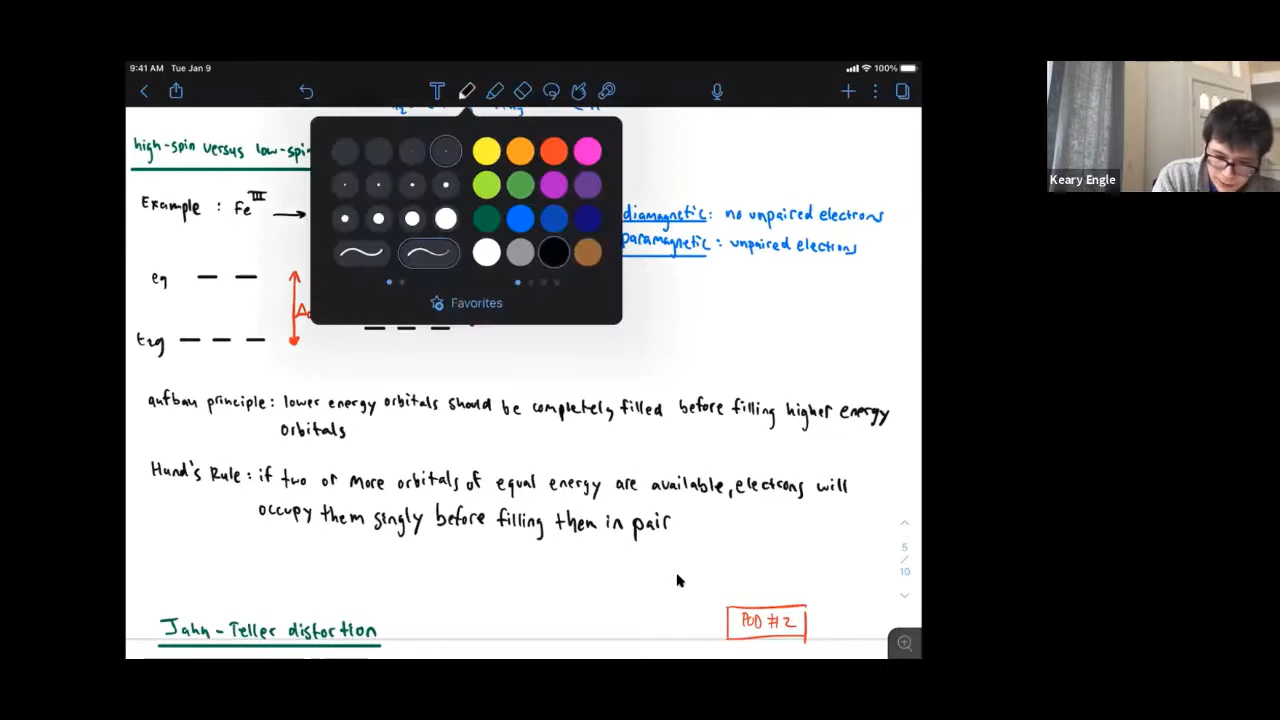 9:41 AM Tue Jan 9
100%
high-spin versus low-spin
Example : Fe III
diamagnetic : no unpaired electrons
paramagnetic : unpaired electrons
eg
t2g
Favorites
aufbau principle: lower energy orbitals should be completely filled before filling higher energy
orbitals
Hund's Rule: if two or more orbitals of equal energy are available, electrons will
occupy them singly before filling them in pair
5
/
10
POD #2
Jahn-Teller distortion
Keary Engle